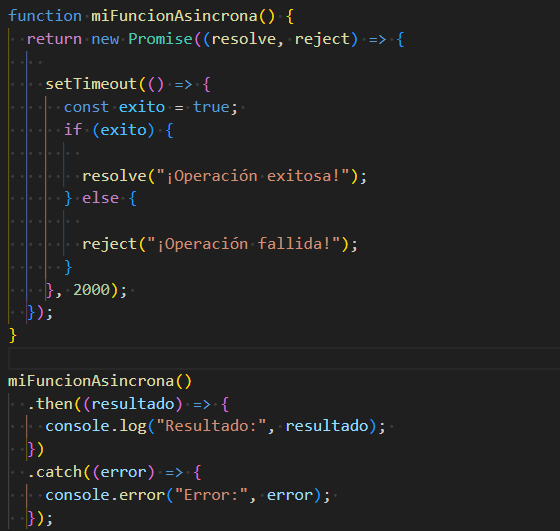 function miFuncionAsincrona() {
  return new Promise((resolve, reject) => {

    setTimeout(() => {
      const exito = true;
      if (exito) {

        resolve("¡Operación exitosa!");
      } else {

        reject("¡Operación fallida!");
      }
    }, 2000);
  });
}

miFuncionAsincrona()
  .then((resultado) => {
    console.log("Resultado:", resultado);
  })
  .catch((error) => {
    console.error("Error:", error);
  });